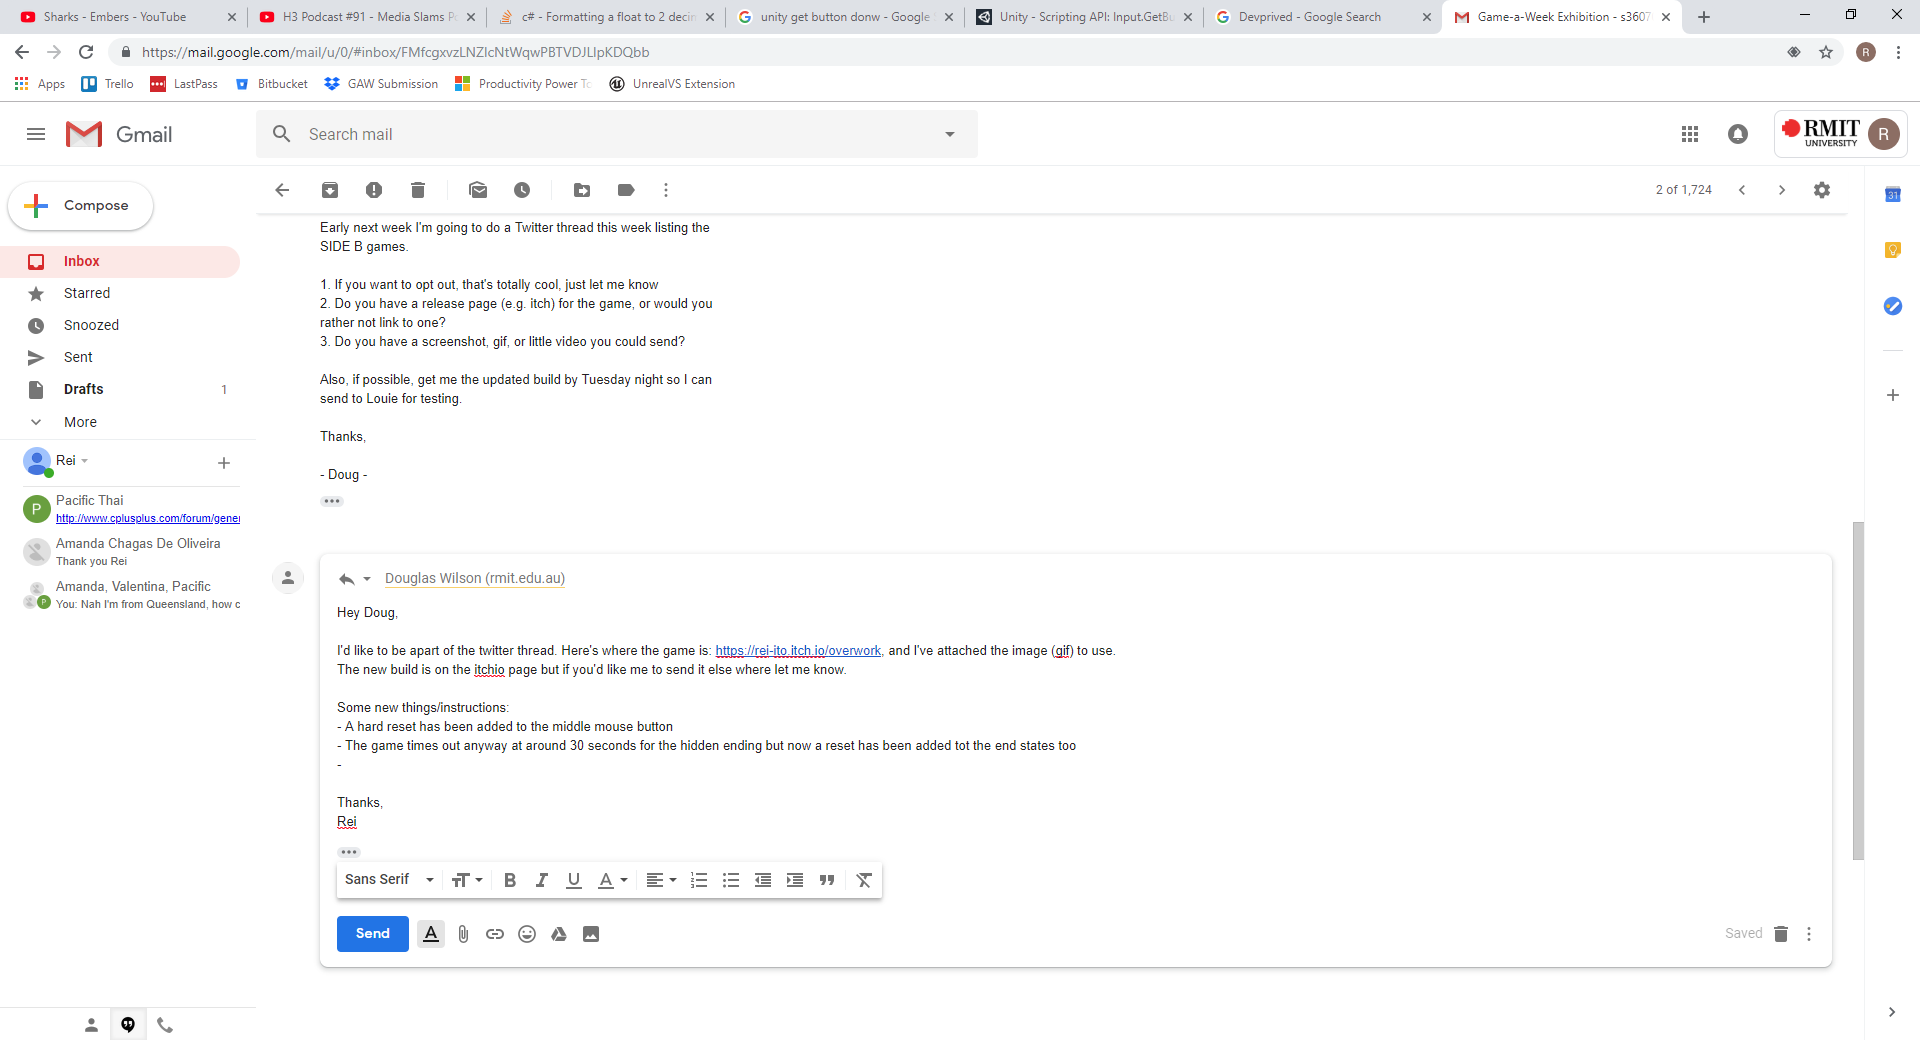 Sharks - Embers - YouTube
H3 Podcast #91 - Media Slams P
c# - Formatting a float to 2 decin
unity get button donw - Google
Unity - Scripting API: Input.GetBu
Devprived - Google Search
Game-a-Week Exhibition - s3607
https://mail.google.com/mail/u/0/#inbox/FMfcgxvzLNZlcNtWqwPBTVDJLlpKDQbb
R
Apps
Trello
LastPass
Bitbucket
GAW Submission
Productivity Power To
UnrealVS Extension
Gmail
Search mail
RMIT
UNIVERSITY
R
Compose
2 of 1,724
31
Inbox
Starred
Snoozed
Sent
Drafts 1
More
Rei
P
Pacific Thai
http://www.cplusplus.com/forum/gener
Amanda Chagas De Oliveira
Thank you Rei
Amanda, Valentina, Pacific
P
You: Nah I'm from Queensland, how c
Early next week I'm going to do a Twitter thread this week listing the
SIDE B games.
1. If you want to opt out, that's totally cool, just let me know
2. Do you have a release page (e.g. itch) for the game, or would you
rather not link to one?
3. Do you have a screenshot, gif, or little video you could send?
Also, if possible, get me the updated build by Tuesday night so I can
send to Louie for testing.
Thanks,
- Doug -
Douglas Wilson (rmit.edu.au)
Hey Doug,
I'd like to be apart of the twitter thread. Here's where the game is: https://rei-ito.itch.io/overwork, and I've attached the image (gif) to use.
The new build is on the itchio page but if you'd like me to send it else where let me know.
Some new things/instructions:
- A hard reset has been added to the middle mouse button
- The game times out anyway at around 30 seconds for the hidden ending but now a reset has been added tot the end states too
-
Thanks,
Rei
Sans Serif
Send
Saved